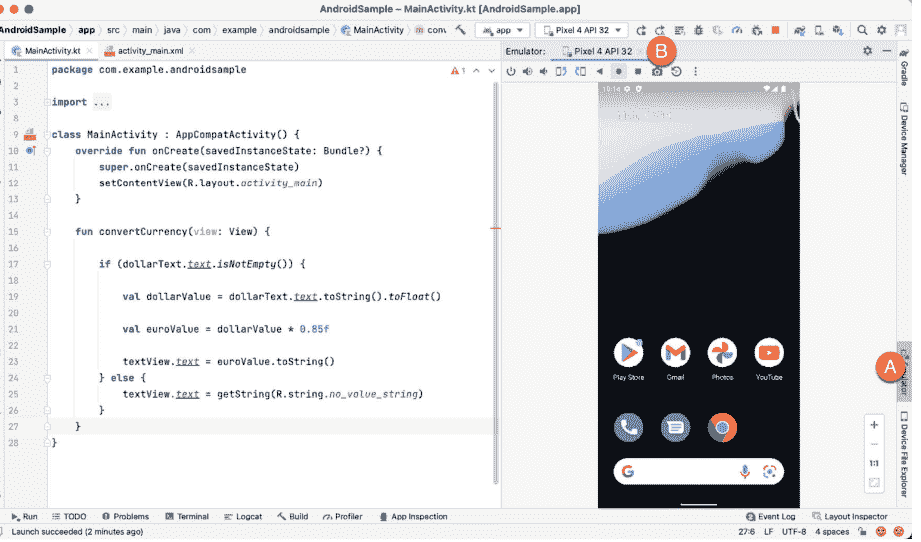 AndroidSample – MainActivity.kt [AndroidSample.app]
AndroidSample app src main java com example androidsample MainActivity app Pixel 4 API 32
MainActivity.kt activity_main.xml Emulator: Pixel 4 API 32 B
1 package com.example.androidsample 1
2
3 import ...
8
9 class MainActivity : AppCompatActivity() {
10 override fun onCreate(savedInstanceState: Bundle?) {
11 super.onCreate(savedInstanceState)
12 setContentView(R.layout.activity_main)
13 }
14
15 fun convertCurrency(view: View) {
16
17 if (dollarText.text.isNotEmpty()) {
18
19 val dollarValue = dollarText.text.toString().toFloat()
20
21 val euroValue = dollarValue * 0.85f
22
23 textView.text = euroValue.toString()
24 } else {
25 textView.text = getString(R.string.no_value_string)
26 }
27 }
28 }
10:14
Play Store Gmail Photos YouTube
G
1:1
Gradle
Device Manager
A
Device File Explorer
Run TODO Problems Terminal Logcat Build Profiler App Inspection Event Log Layout Inspector
Launch succeeded (2 minutes ago) 27:6 LF UTF-8 4 spaces